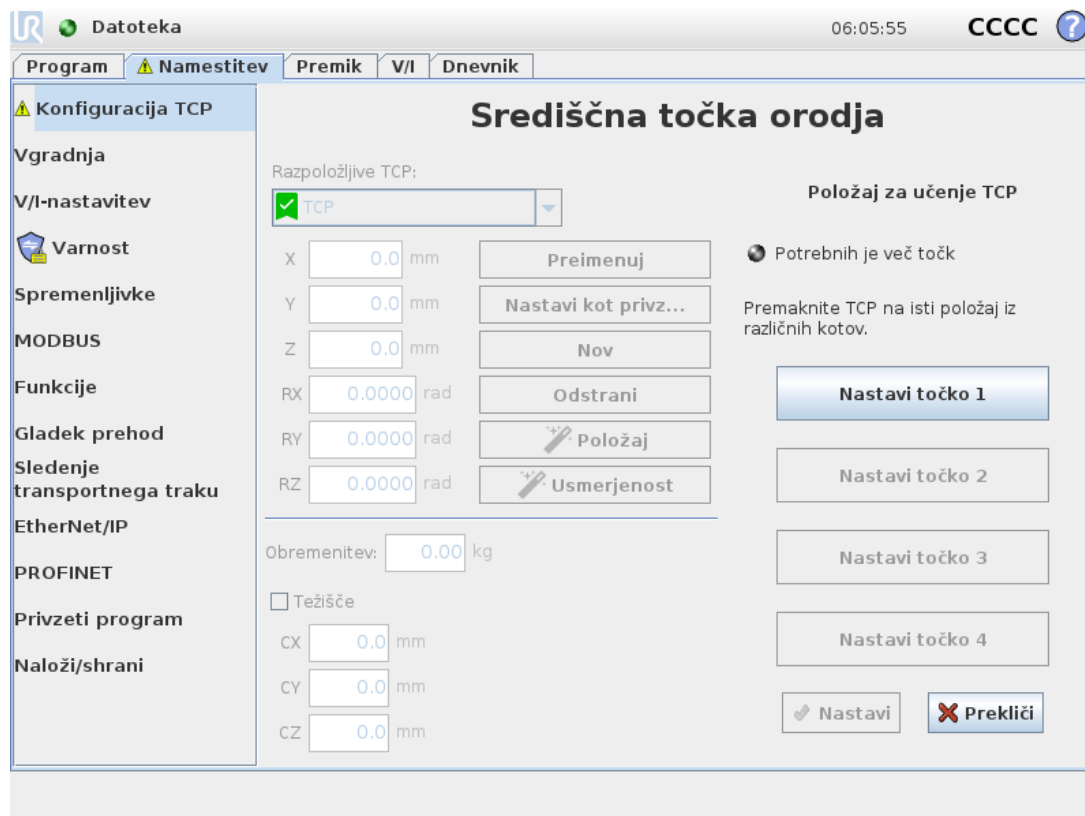 UR Datoteka 06:05:55 CCCC ?
Program Namestitev Premik V/I Dnevnik
Konfiguracija TCP
Vgradnja
V/I-nastavitev
Varnost
Spremenljivke
MODBUS
Funkcije
Gladek prehod
Sledenje
transportnega traku
EtherNet/IP
PROFINET
Privzeti program
Naloži/shrani
Središčna točka orodja
Razpoložljive TCP:
TCP
X 0.0 mm Preimenuj
Y 0.0 mm Nastavi kot privz...
Z 0.0 mm Nov
RX 0.0000 rad Odstrani
RY 0.0000 rad Položaj
RZ 0.0000 rad Usmerjenost
Obremenitev: 0.00 kg
Težišče
CX 0.0 mm
CY 0.0 mm
CZ 0.0 mm
Položaj za učenje TCP
Potrebnih je več točk
Premaknite TCP na isti položaj iz
različnih kotov.
Nastavi točko 1
Nastavi točko 2
Nastavi točko 3
Nastavi točko 4
Nastavi Prekliči